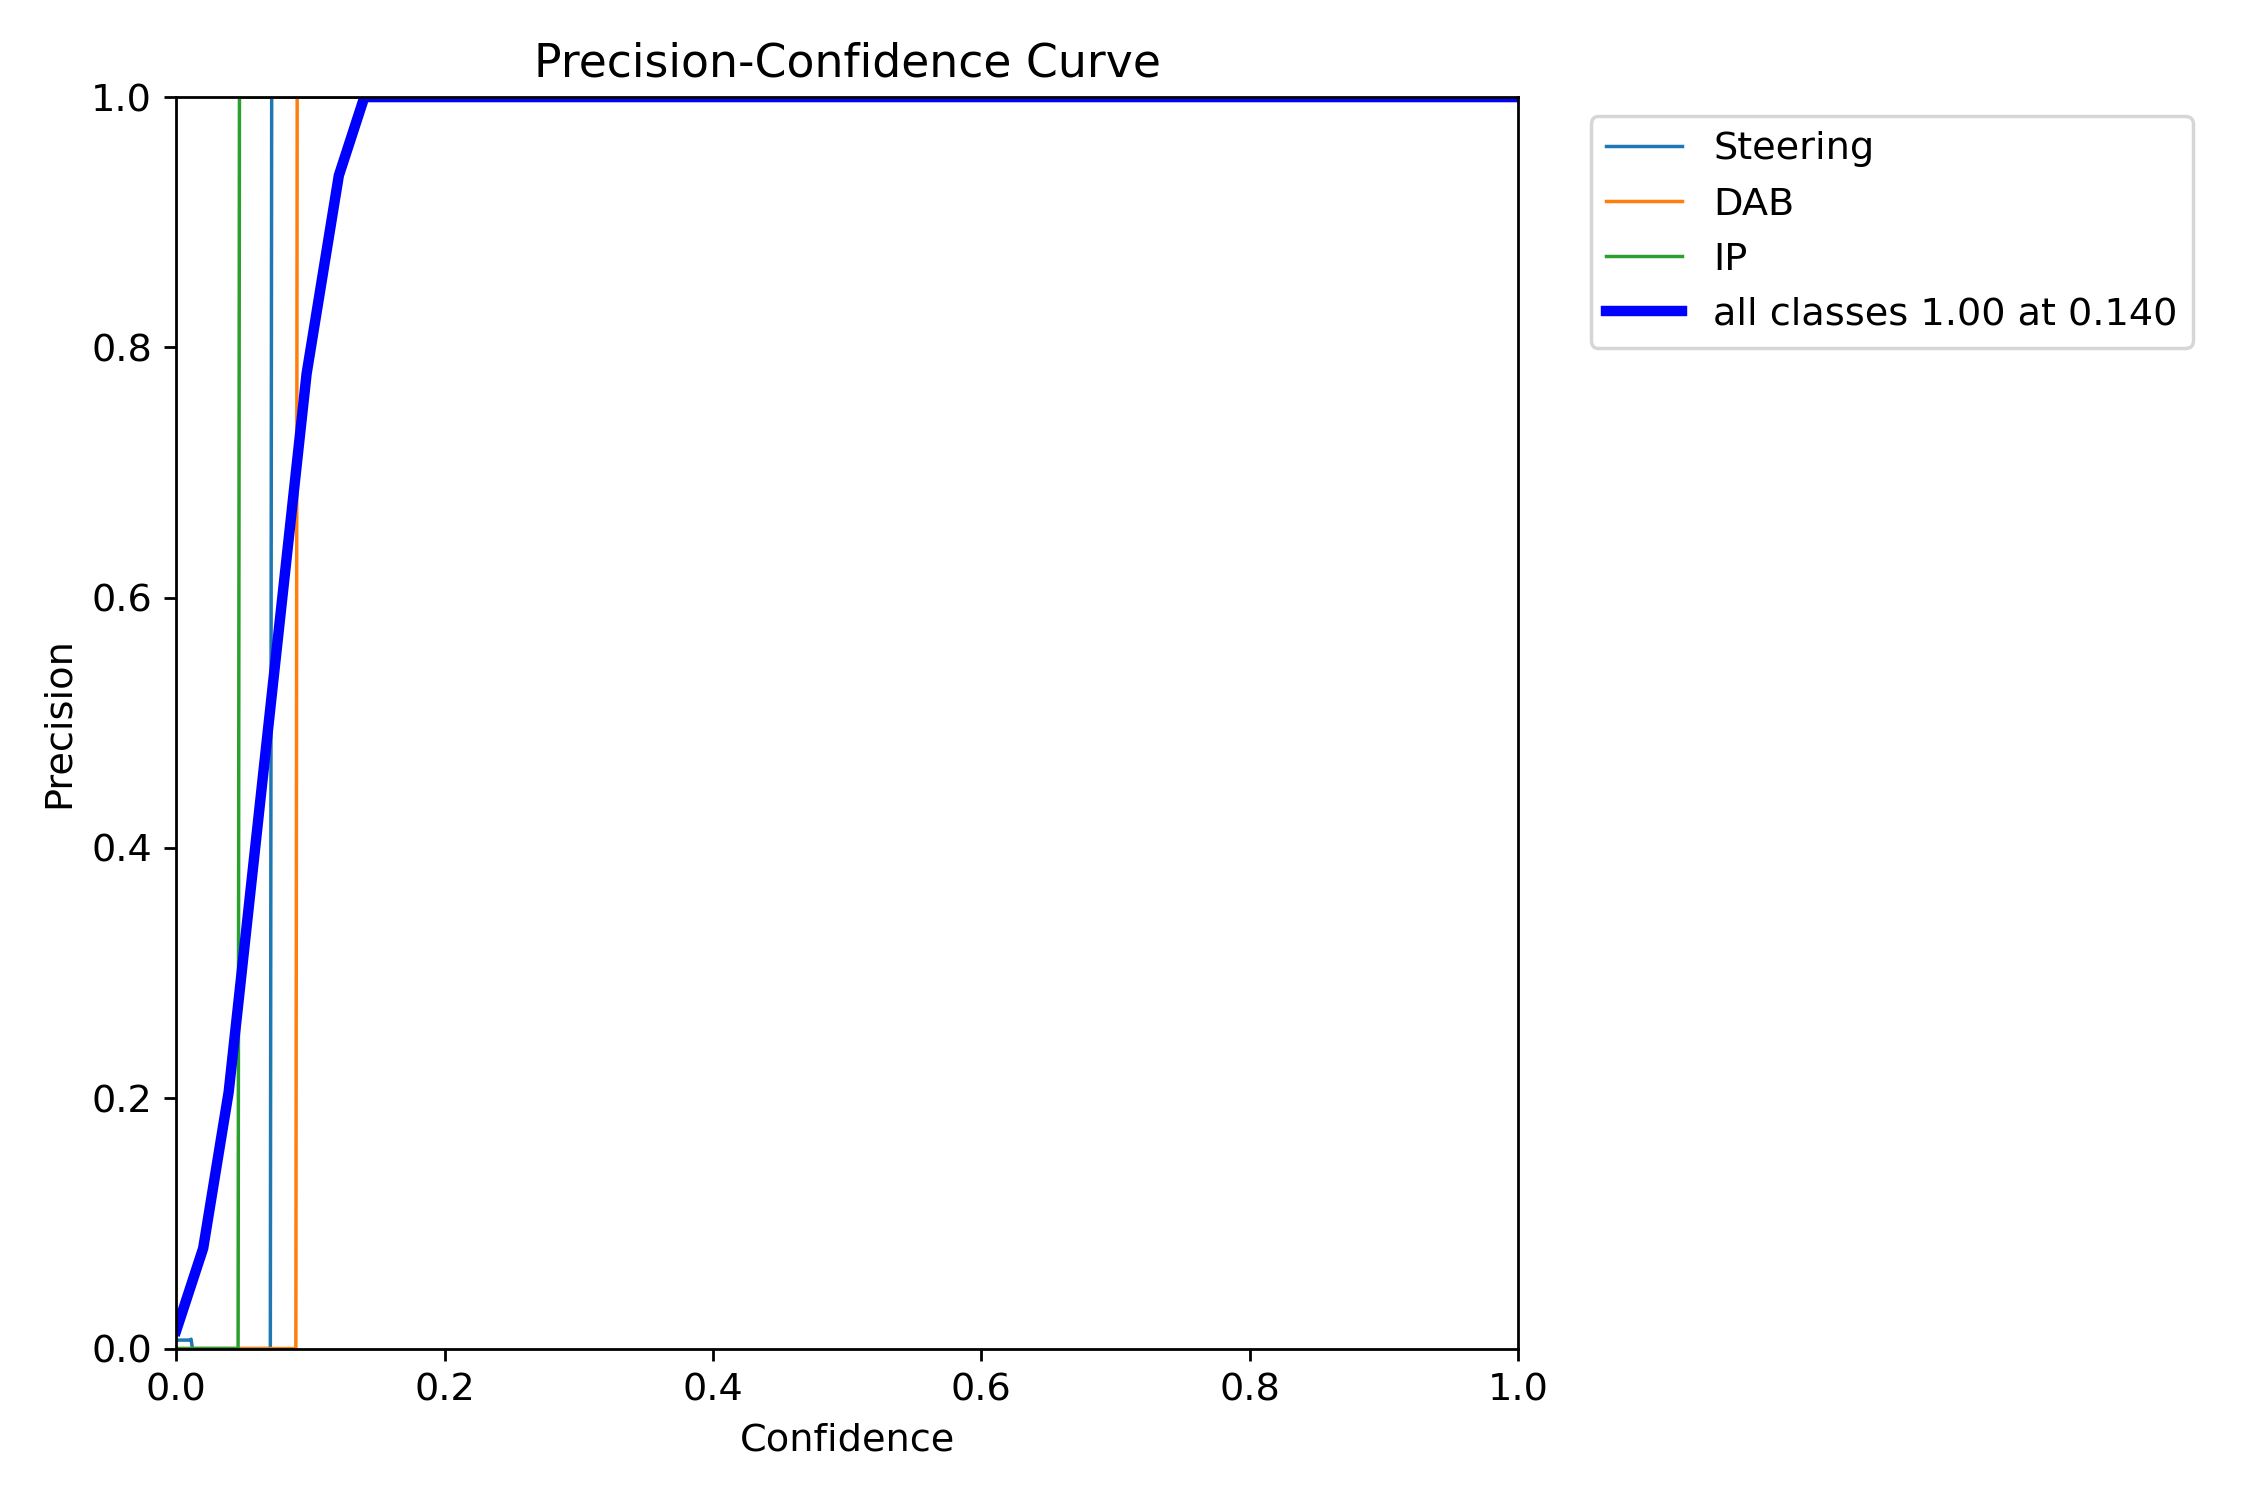 Precision-Confidence Curve
1.0
0.8
0.6
0.4
0.2
0.0
Precision
0.0 0.2 0.4 0.6 0.8 1.0
Confidence
Steering
DAB
IP
all classes 1.00 at 0.140